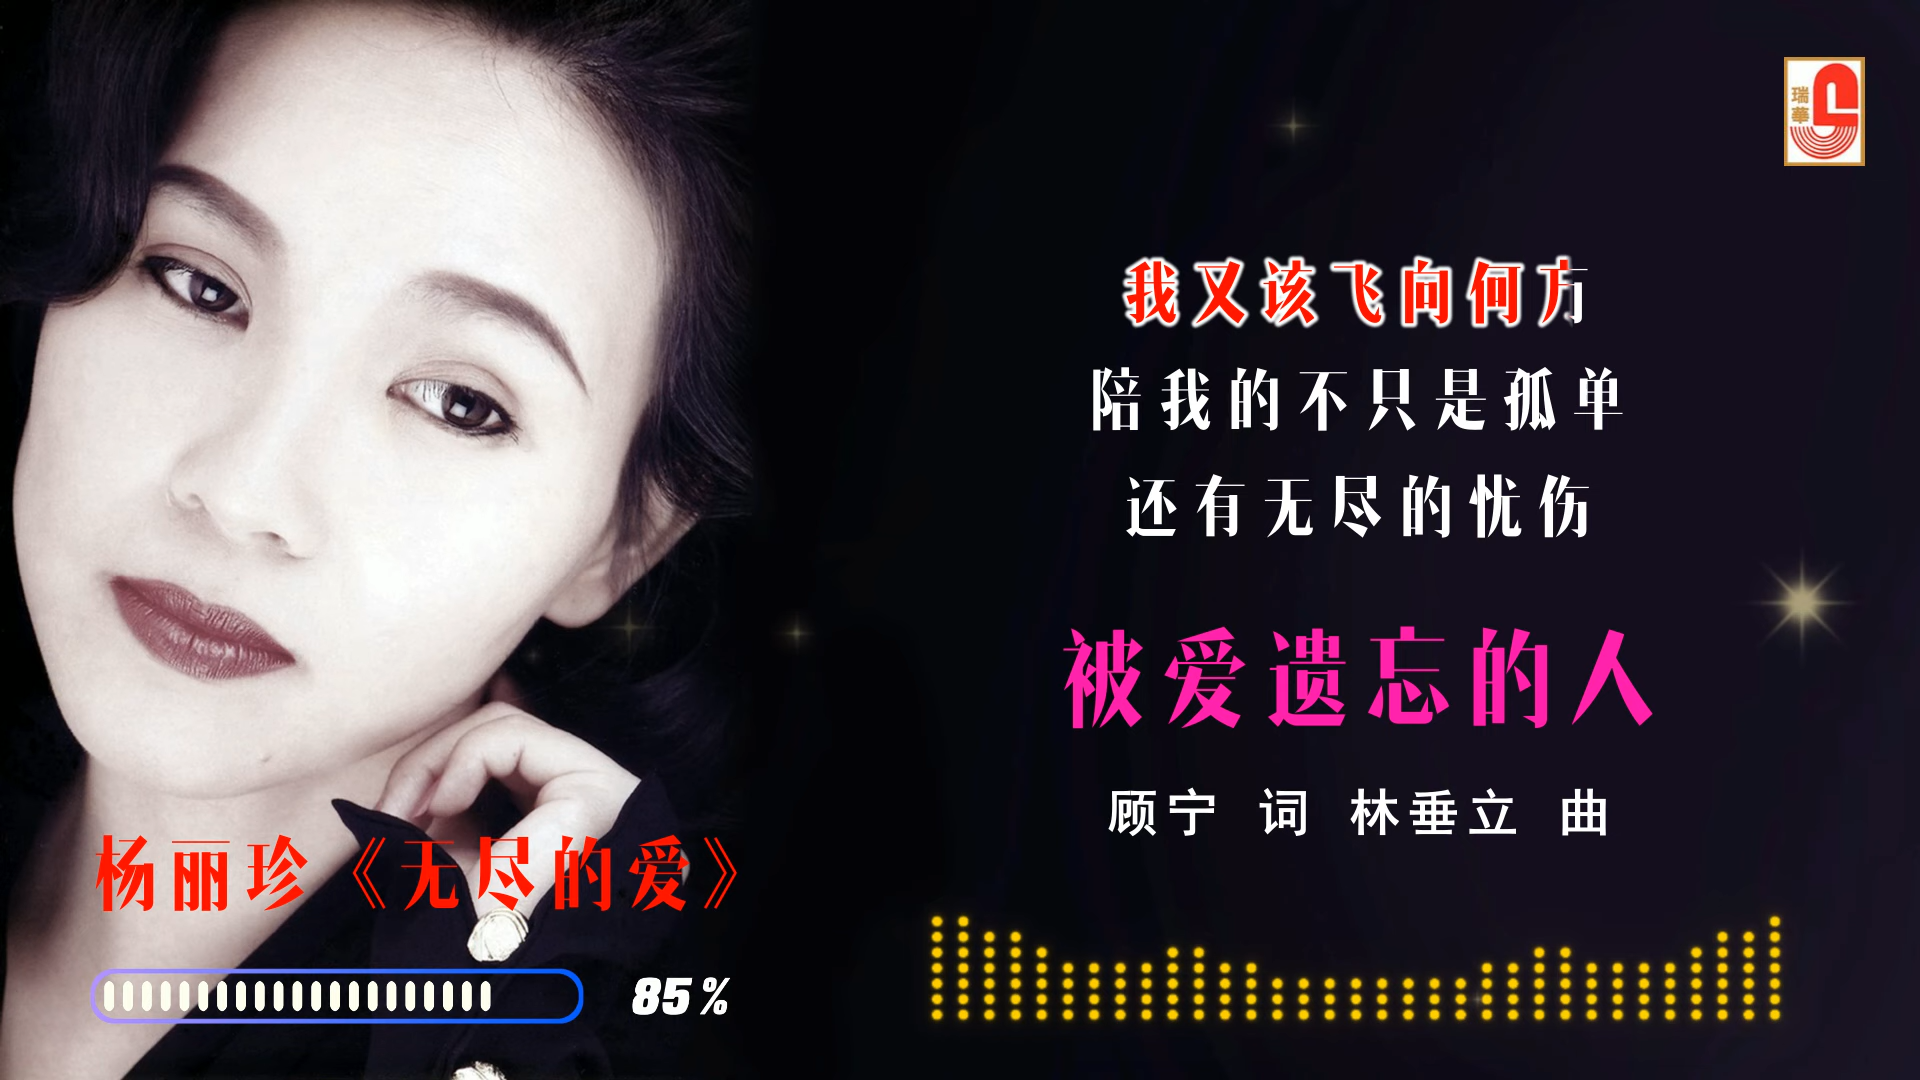 瑞華
我又该飞向何方
陪我的不只是孤单
还有无尽的忧伤
被爱遗忘的人
顾宁 词 林垂立 曲
杨丽珍《无尽的爱》
85%